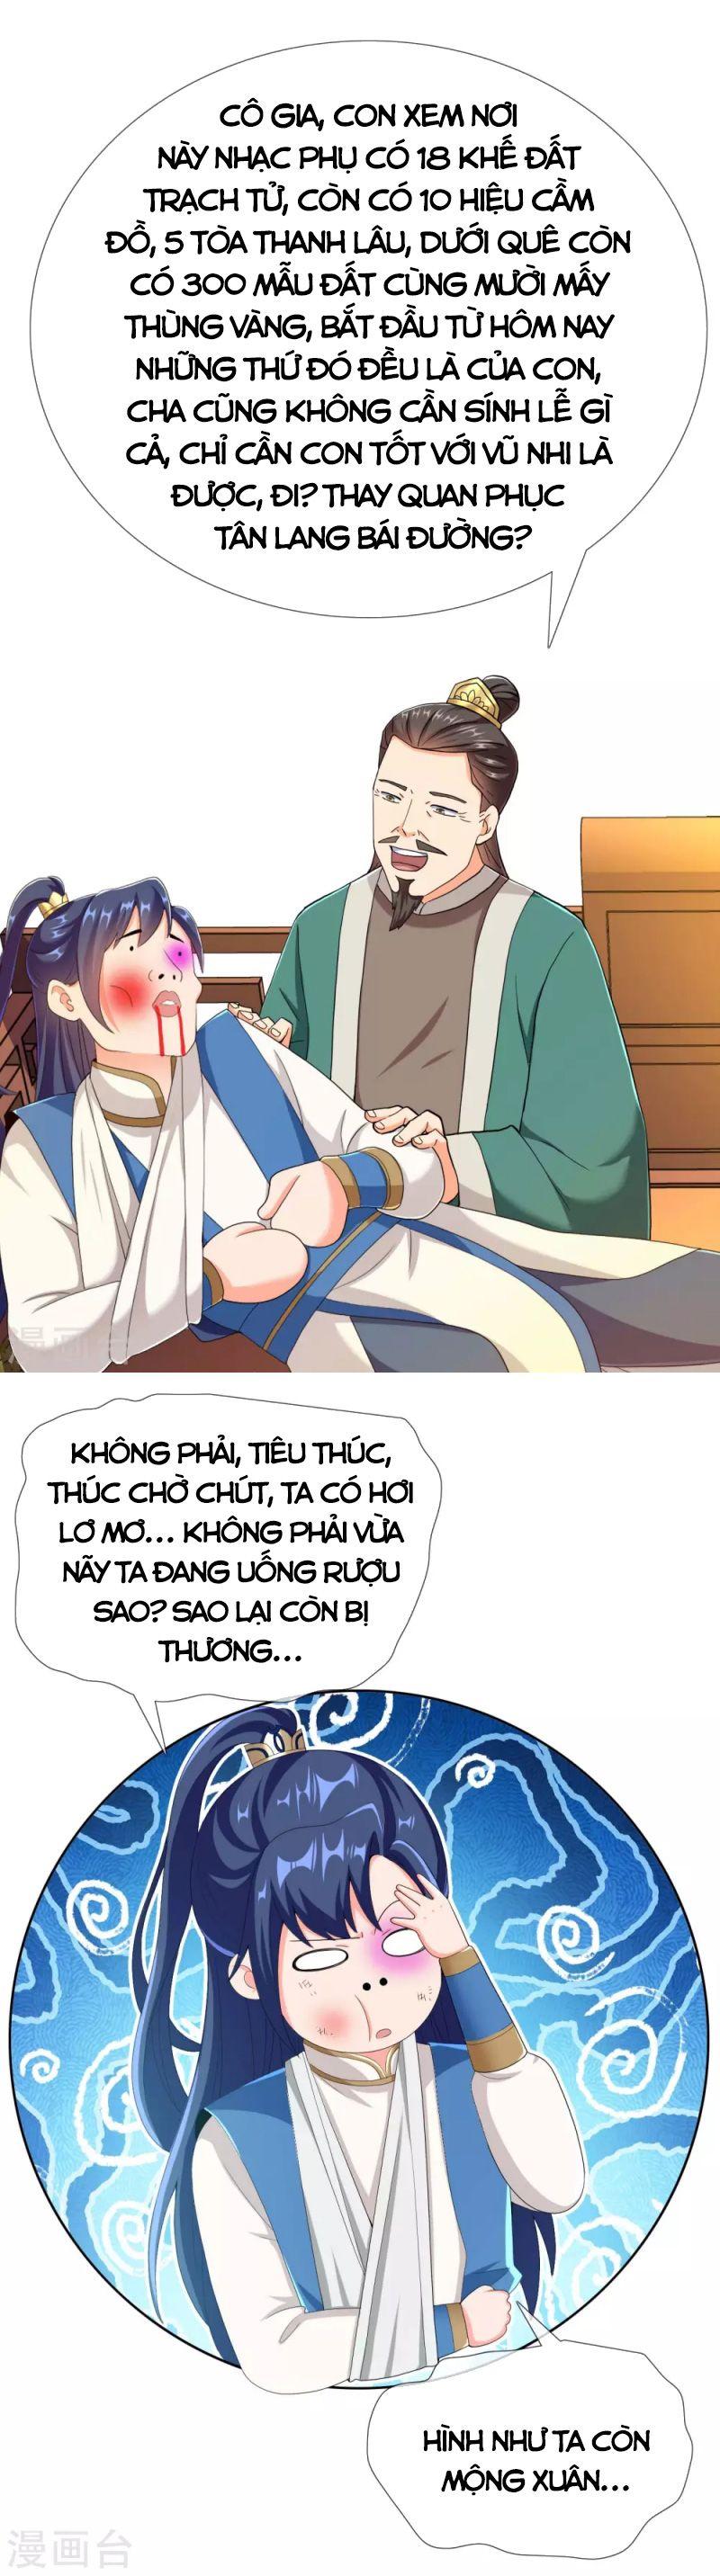 CÔ GIA, CON XEM NƠI
NÀY NHẠC PHỤ CÓ 18 KHẾ ĐẤT
TRẠCH TỬ, CÒN CÓ 10 HIỆU CẦM
ĐỒ, 5 TÒA THANH LÂU, DƯỚI QUÊ CÒN
CÓ 300 MẪU ĐẤT CÙNG MƯỜI MẤY
THÙNG VÀNG, BẮT ĐẦU TỪ HÔM NAY
NHỮNG THỨ ĐÓ ĐỀU LÀ CỦA CON,
CHA CŨNG KHÔNG CẦN SÍNH LỄ GÌ
CẢ, CHỈ CẦN CON TỐT VỚI VŨ NHI LÀ
ĐƯỢC, ĐI? THAY QUAN PHỤC
TÂN LANG BÁI ĐƯỜNG?
漫画台
KHÔNG PHẢI, TIÊU THÚC,
THÚC CHỜ CHÚT, TA CÓ HƠI
LƠ MƠ... KHÔNG PHẢI VỪA
NÃY TA ĐANG UỐNG RƯỢU
SAO? SAO LẠI CÒN BỊ
THƯƠNG...
HÌNH NHƯ TA CÒN
MỘNG XUÂN...
漫画台